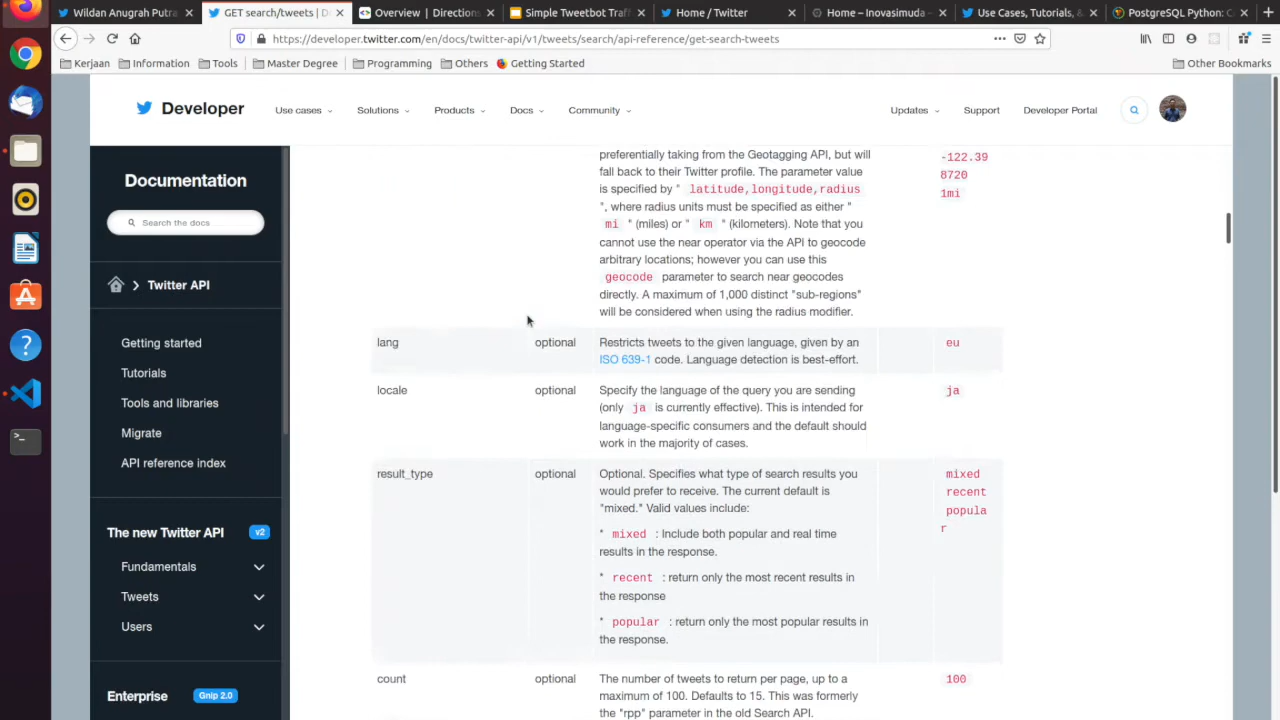 Wildan Anugrah Putra
GET search/tweets | D
Overview | Directions
Simple Tweetbot Traf
Home / Twitter
Home – Inovasimuda –
Use Cases, Tutorials, &
PostgreSQL Python: C
https://developer.twitter.com/en/docs/twitter-api/v1/tweets/search/api-reference/get-search-tweets
Kerjaan
Information
Tools
Master Degree
Programming
Others
Getting Started
Other Bookmarks
Developer
Use cases
Solutions
Products
Docs
Community
Updates
Support
Developer Portal
Documentation
Search the docs
Twitter API
Getting started
Tutorials
Tools and libraries
Migrate
API reference index
The new Twitter API
v2
Fundamentals
Tweets
Users
Enterprise
Gnip 2.0
preferentially taking from the Geotagging API, but will
fall back to their Twitter profile. The parameter value
is specified by " latitude,longitude,radius
", where radius units must be specified as either "
mi " (miles) or " km " (kilometers). Note that you
cannot use the near operator via the API to geocode
arbitrary locations; however you can use this
geocode parameter to search near geocodes
directly. A maximum of 1,000 distinct "sub-regions"
will be considered when using the radius modifier.
-122.39
8720
1mi
lang
optional
Restricts tweets to the given language, given by an
ISO 639-1 code. Language detection is best-effort.
eu
locale
optional
Specify the language of the query you are sending
(only ja is currently effective). This is intended for
language-specific consumers and the default should
work in the majority of cases.
ja
result_type
optional
Optional. Specifies what type of search results you
would prefer to receive. The current default is
"mixed." Valid values include:
* mixed : Include both popular and real time
results in the response.
* recent : return only the most recent results in
the response
* popular : return only the most popular results in
the response.
mixed
recent
popula
r
count
optional
The number of tweets to return per page, up to a
maximum of 100. Defaults to 15. This was formerly
the "rpp" parameter in the old Search API.
100